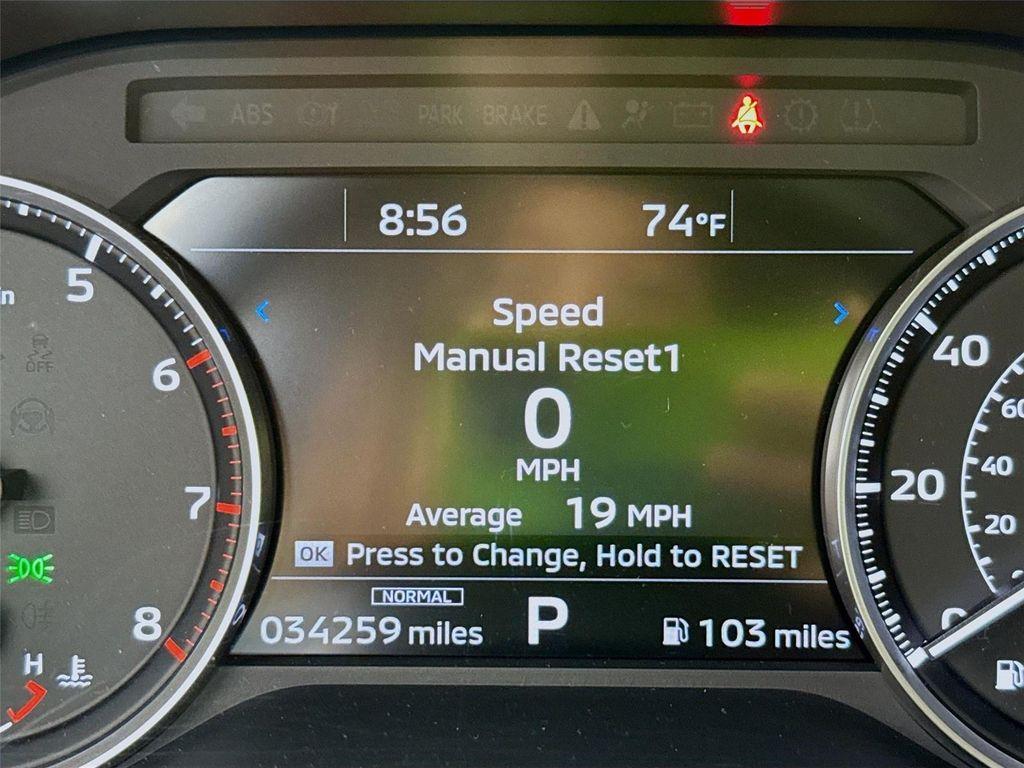 ABS
PARK BRAKE
8:56 74°F
5
6
7
8
OFF
H
Speed
Manual Reset1
0
MPH
Average 19 MPH
OK Press to Change, Hold to RESET
NORMAL
034259 miles P 103 miles
40
20
0
60
40
20